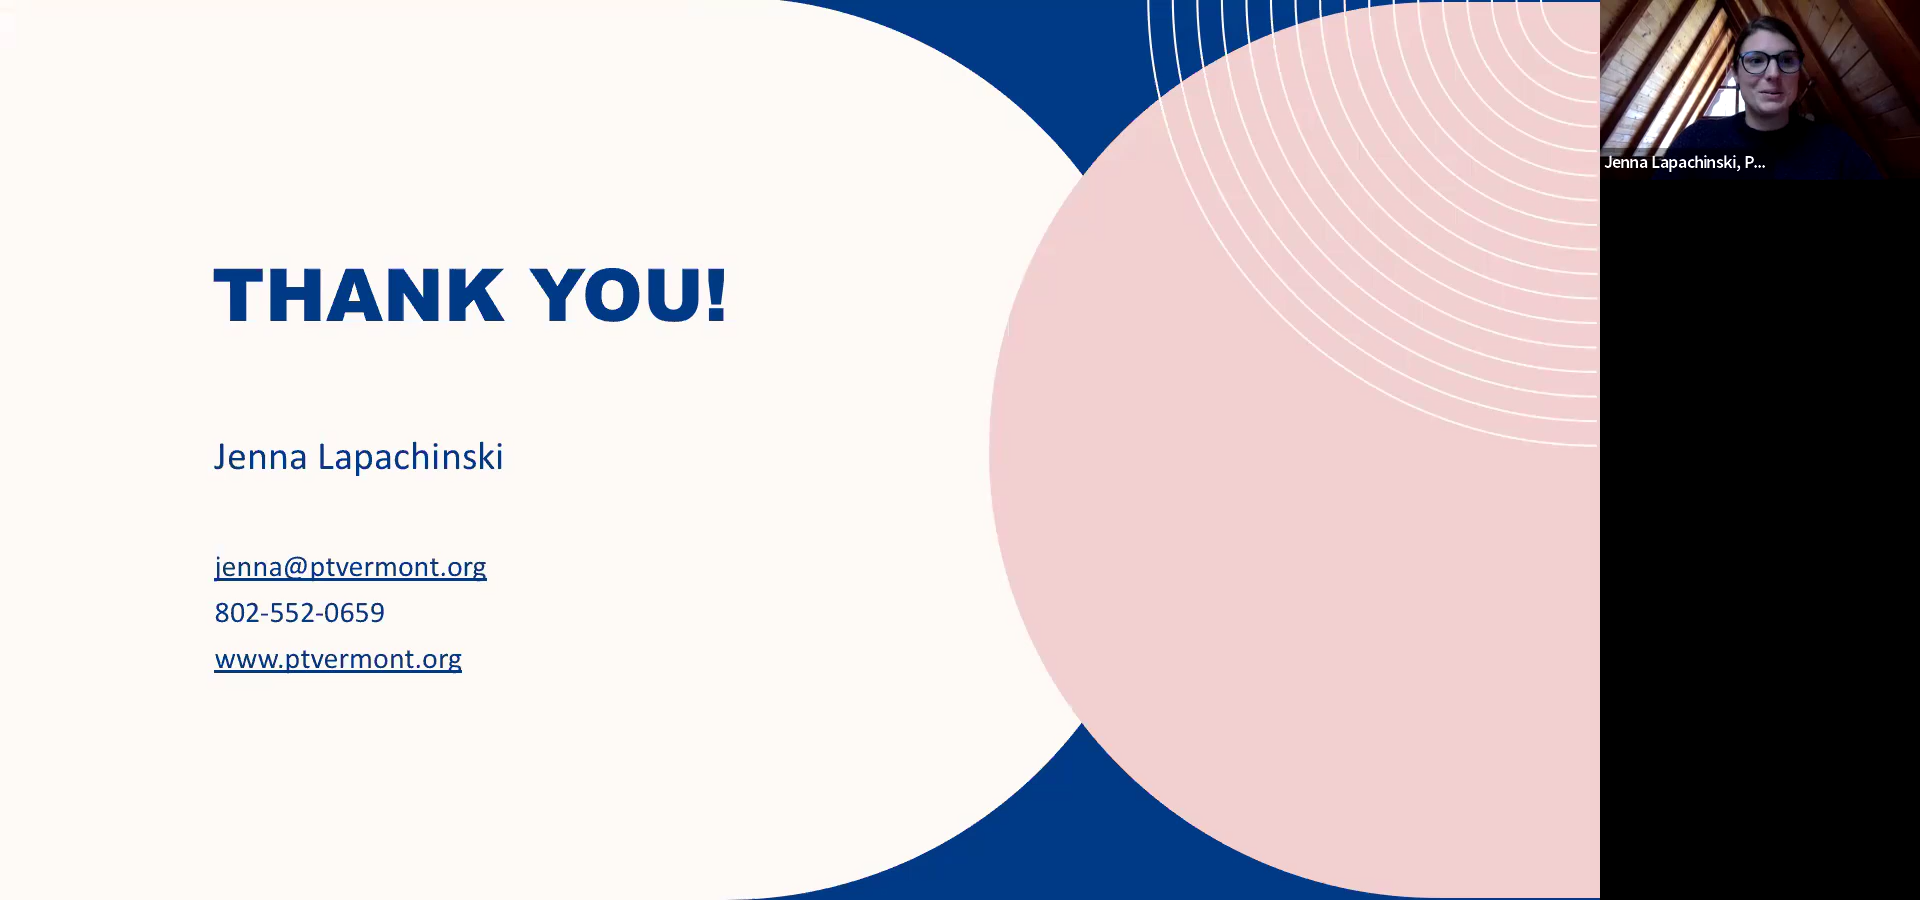 THANK YOU!
Jenna Lapachinski
jenna@ptvermont.org
802-552-0659
www.ptvermont.org
Jenna Lapachinski, P...